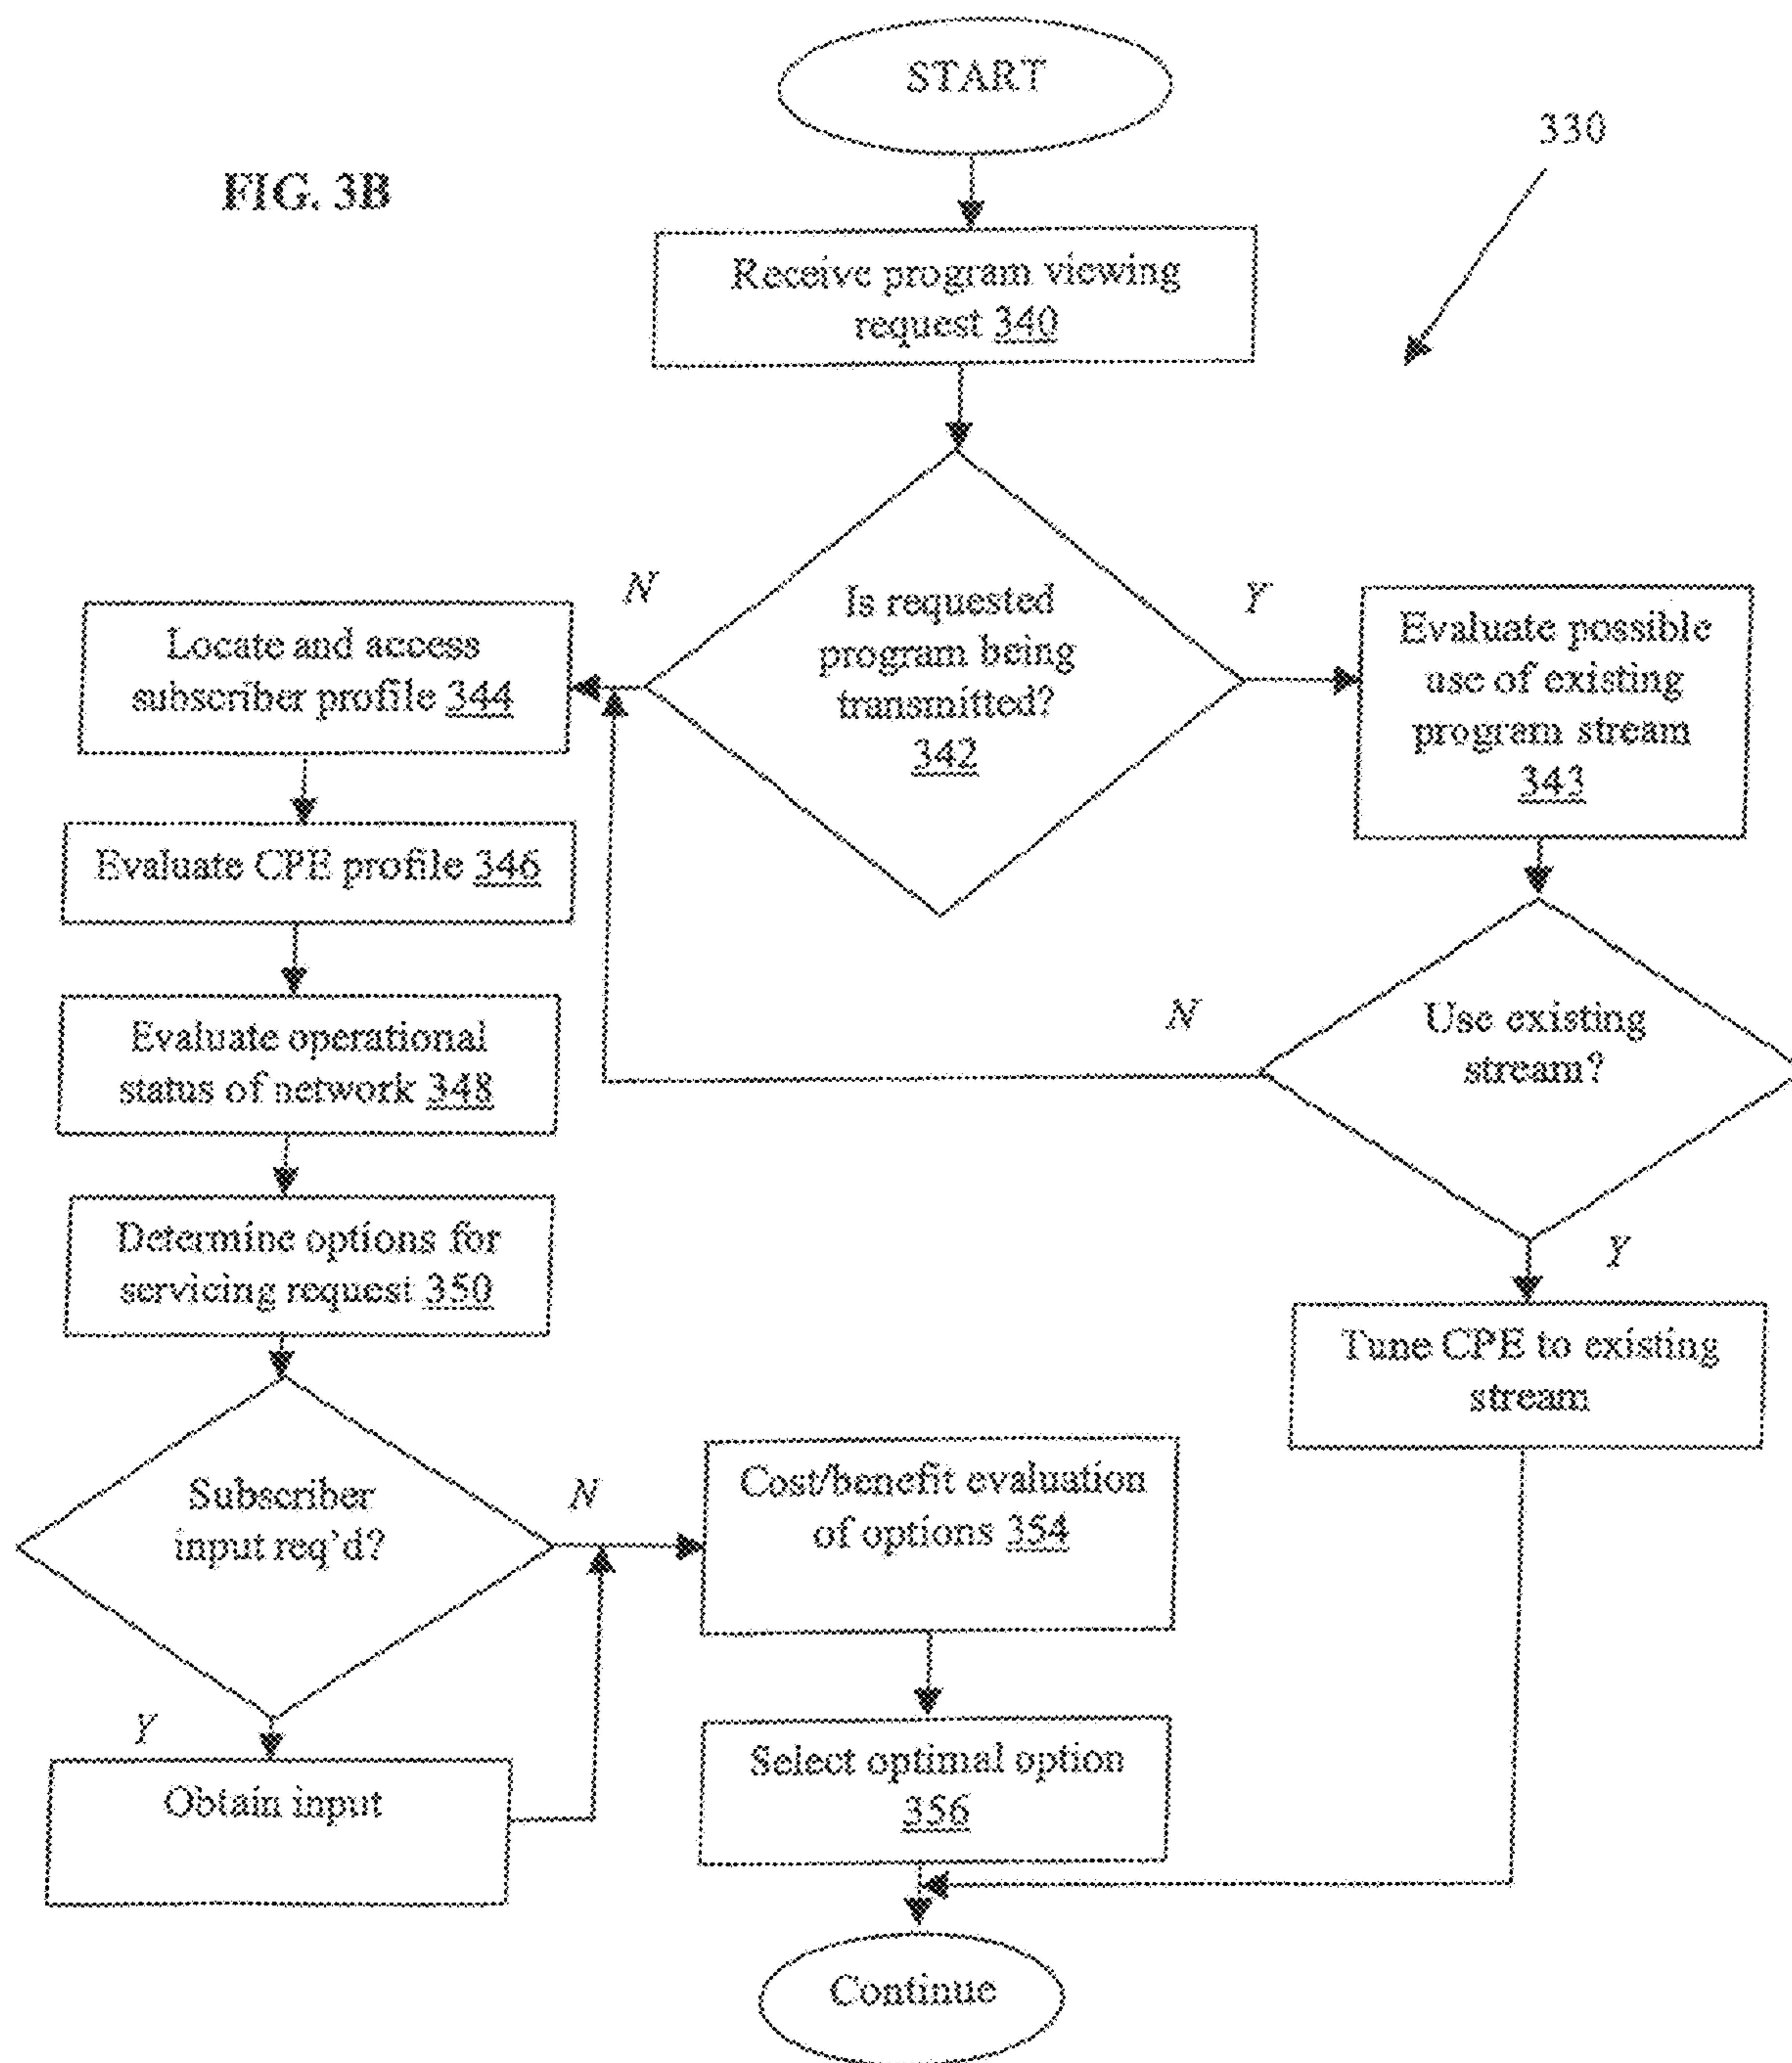 START
330
FIG. 3B
Receive program viewing
request 340
N
Is requested
program being
transmitted?
342
Y
Locate and access
subscriber profile 344
Evaluate possible
use of existing
program stream
343
Evaluate CPE profile 346
Evaluate operational
status of network 348
N
Use existing
stream?
Y
Determine options for
servicing request 350
Tune CPE to existing
stream
Subscriber
input req'd?
N
Cost/benefit evaluation
of options 354
Y
Obtain input
Select optimal option
356
Continue